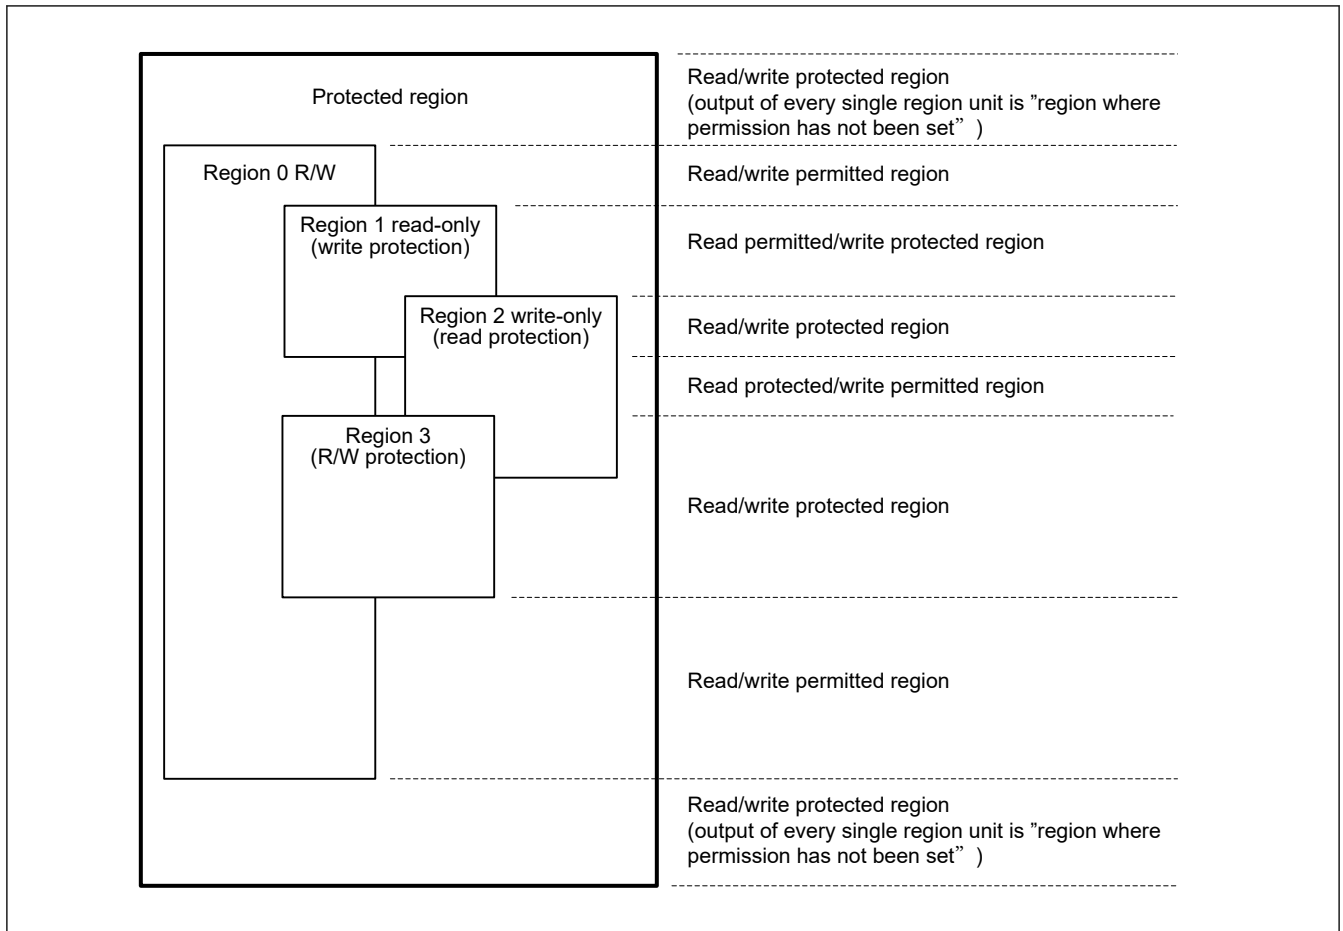 Protected region
Read/write protected region
(output of every single region unit is ”region where
permission has not been set” )
Region 0 R/W
Read/write permitted region
Region 1 read-only
(write protection)
Read permitted/write protected region
Region 2 write-only
(read protection)
Read/write protected region
Read protected/write permitted region
Region 3
(R/W protection)
Read/write protected region
Read/write permitted region
Read/write protected region
(output of every single region unit is ”region where
permission has not been set” )